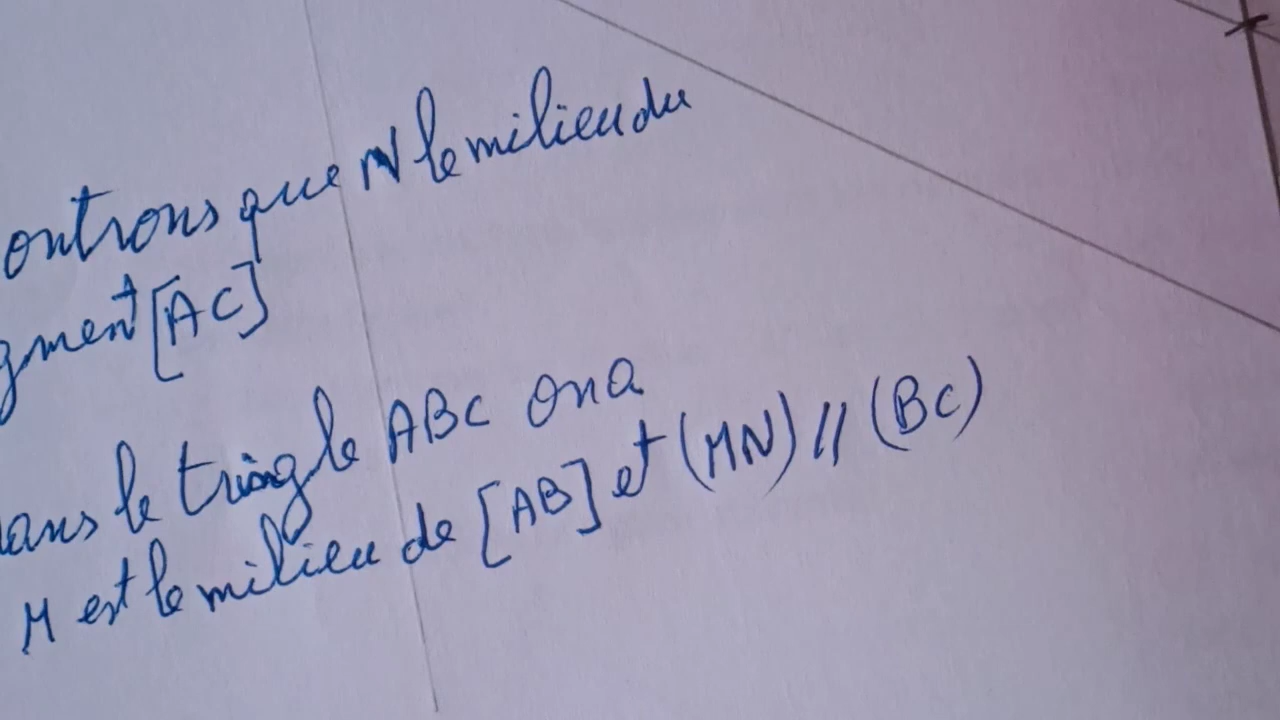 ontrons que N le milieu du
gment [AC]
ans le triangle ABC on a
M est le milieu de [AB] et (MN) // (BC)